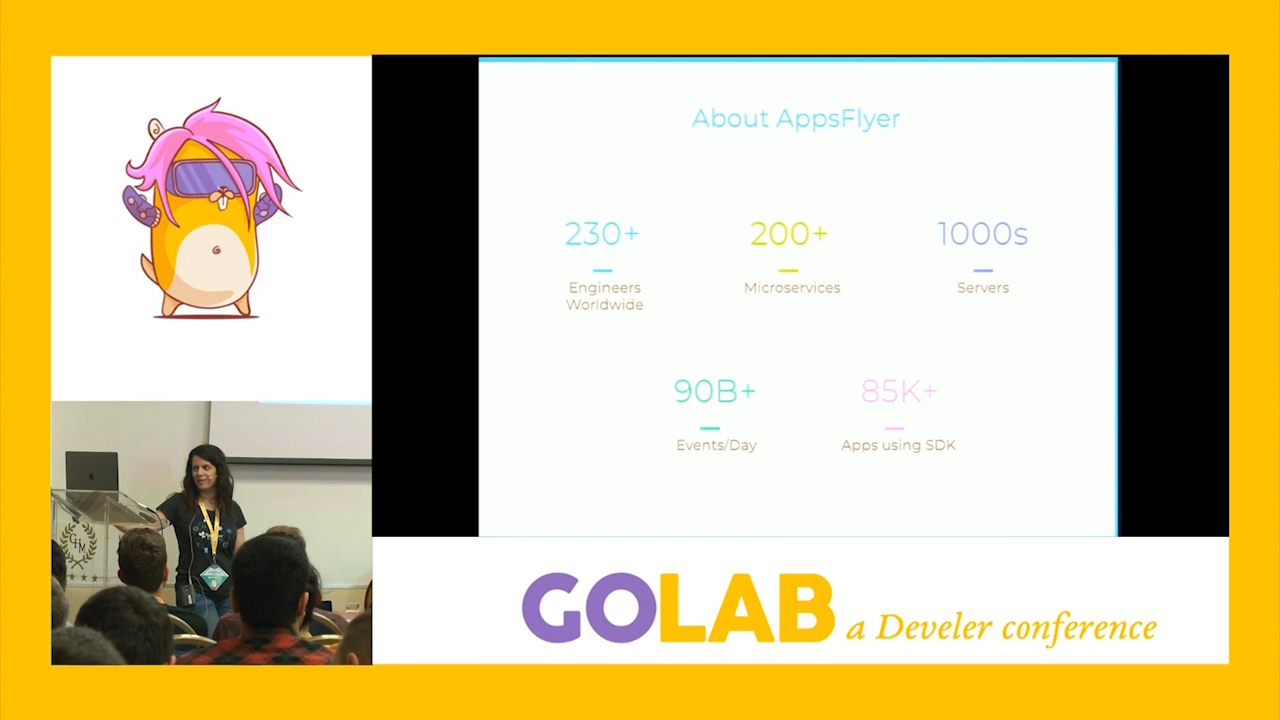 About AppsFlyer
230+
200+
1000s
Engineers
Worldwide
Microservices
Servers
90B+
85K+
Events/Day
Apps using SDK
GHM
GOLAB a Develer conference